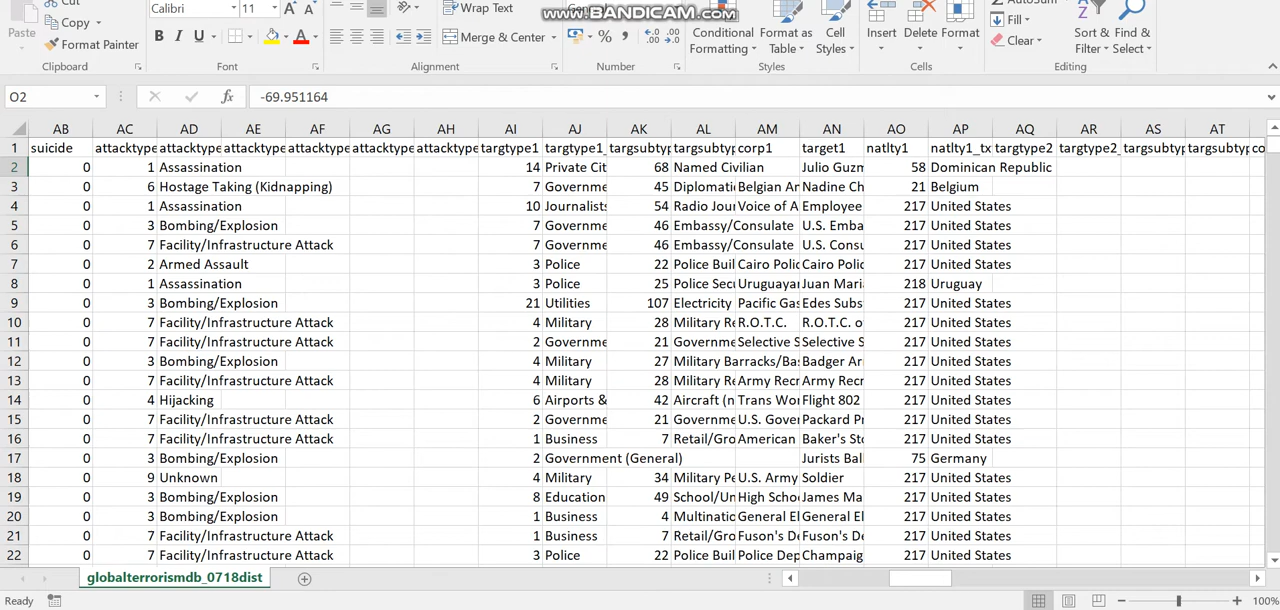 Cut
www.BANDICAM.com
AutoSum
Calibri 11 A A Wrap Text
Paste Copy Fill
Format Painter B I U A Merge & Center % , Conditional Formatting Format as Table Cell Styles Insert Delete Format Clear Sort & Filter Find & Select
Clipboard Font Alignment Number Styles Cells Editing
O2 fx -69.951164
AB AC AD AE AF AG AH AI AJ AK AL AM AN AO AP AQ AR AS AT
1 suicide attacktype attacktype attacktype attacktype attacktype attacktype targtype1 targtype1_ targsubtyp targsubtyp corp1 target1 natlty1 natlty1_tx targtype2 targtype2_ targsubtyp targsubtyp co
2 0 1 Assassination 14 Private Cit 68 Named Civilian Julio Guzm 58 Dominican Republic
3 0 6 Hostage Taking (Kidnapping) 7 Governme 45 Diplomatic Belgian Am Nadine Ch 21 Belgium
4 0 1 Assassination 10 Journalists 54 Radio Jour Voice of A Employee 217 United States
5 0 3 Bombing/Explosion 7 Governme 46 Embassy/Consulate U.S. Emba 217 United States
6 0 7 Facility/Infrastructure Attack 7 Governme 46 Embassy/Consulate U.S. Consu 217 United States
7 0 2 Armed Assault 3 Police 22 Police Buil Cairo Polic Cairo Polic 217 United States
8 0 1 Assassination 3 Police 25 Police Secu Uruguayan Juan Mari 218 Uruguay
9 0 3 Bombing/Explosion 21 Utilities 107 Electricity Pacific Gas Edes Subs 217 United States
10 0 7 Facility/Infrastructure Attack 4 Military 28 Military Re R.O.T.C. R.O.T.C. o 217 United States
11 0 7 Facility/Infrastructure Attack 2 Governme 21 Governme Selective S Selective S 217 United States
12 0 3 Bombing/Explosion 4 Military 27 Military Barracks/Bas Badger Ar 217 United States
13 0 7 Facility/Infrastructure Attack 4 Military 28 Military Re Army Recr Army Recr 217 United States
14 0 4 Hijacking 6 Airports & 42 Aircraft (n Trans Wor Flight 802 217 United States
15 0 7 Facility/Infrastructure Attack 2 Governme 21 Governme U.S. Gover Packard Pr 217 United States
16 0 7 Facility/Infrastructure Attack 1 Business 7 Retail/Gro American Baker's Sto 217 United States
17 0 3 Bombing/Explosion 2 Government (General) Jurists Ball 75 Germany
18 0 9 Unknown 4 Military 34 Military Pe U.S. Army Soldier 217 United States
19 0 3 Bombing/Explosion 8 Education 49 School/Un High Schoo James Ma 217 United States
20 0 3 Bombing/Explosion 1 Business 4 Multinatio General El General El 217 United States
21 0 7 Facility/Infrastructure Attack 1 Business 7 Retail/Gro Fuson's De Fuson's De 217 United States
22 0 7 Facility/Infrastructure Attack 3 Police 22 Police Buil Police Dep Champaig 217 United States
globalterrorismdb_0718dist
Ready 100%